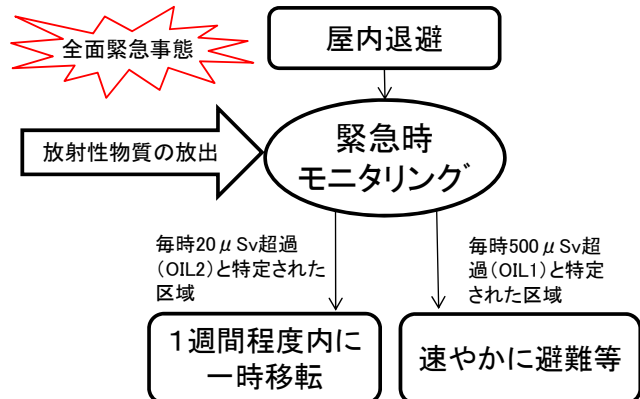 全面緊急事態
屋内退避
放射性物質の放出
緊急時
モニタリング
毎時20μSv超過
(OIL2)と特定された
区域
毎時500μSv超
過(OIL1)と特定
された区域
1週間程度内に
一時移転
速やかに避難等